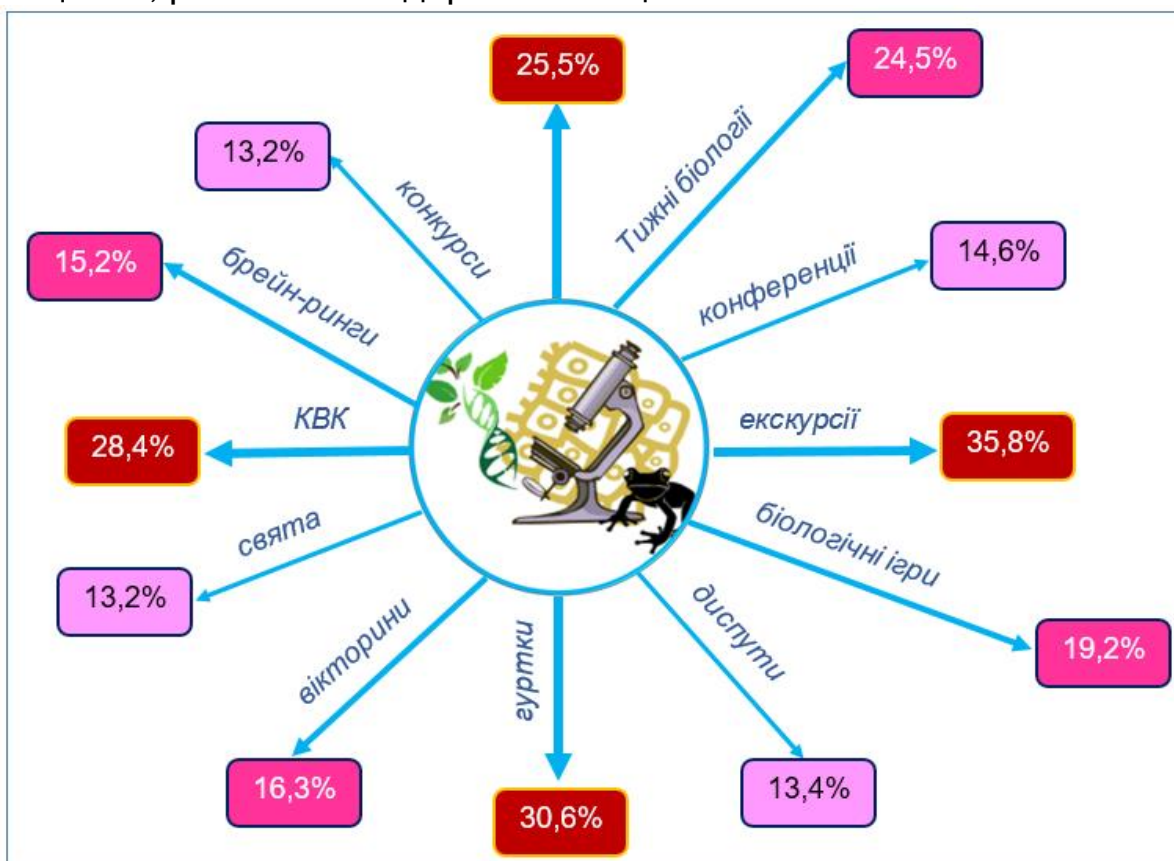 25,5%
24,5%
13,2%
Тижні біології
конкурси
14,6%
15,2%
брейн-ринги
конференції
КВК
екскурсії
28,4%
35,8%
свята
біологічні ігри
13,2%
вікторини
гуртки
диспути
19,2%
16,3%
30,6%
13,4%